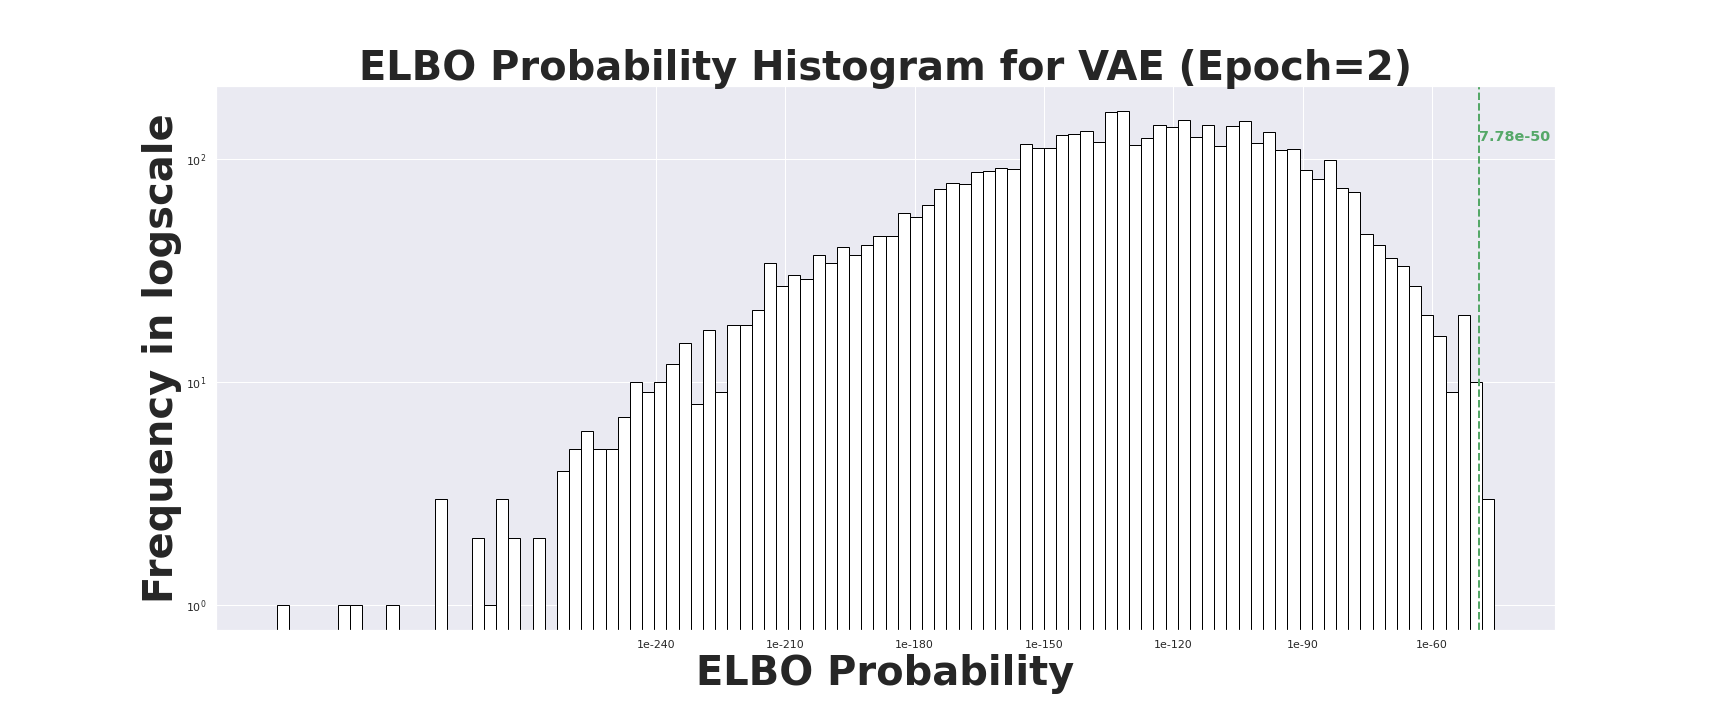 ELBO Probability Histogram for VAE (Epoch=2)
Frequency in logscale
10²
10¹
10⁰
7.78e-50
1e-240 1e-210 1e-180 1e-150 1e-120 1e-90 1e-60
ELBO Probability